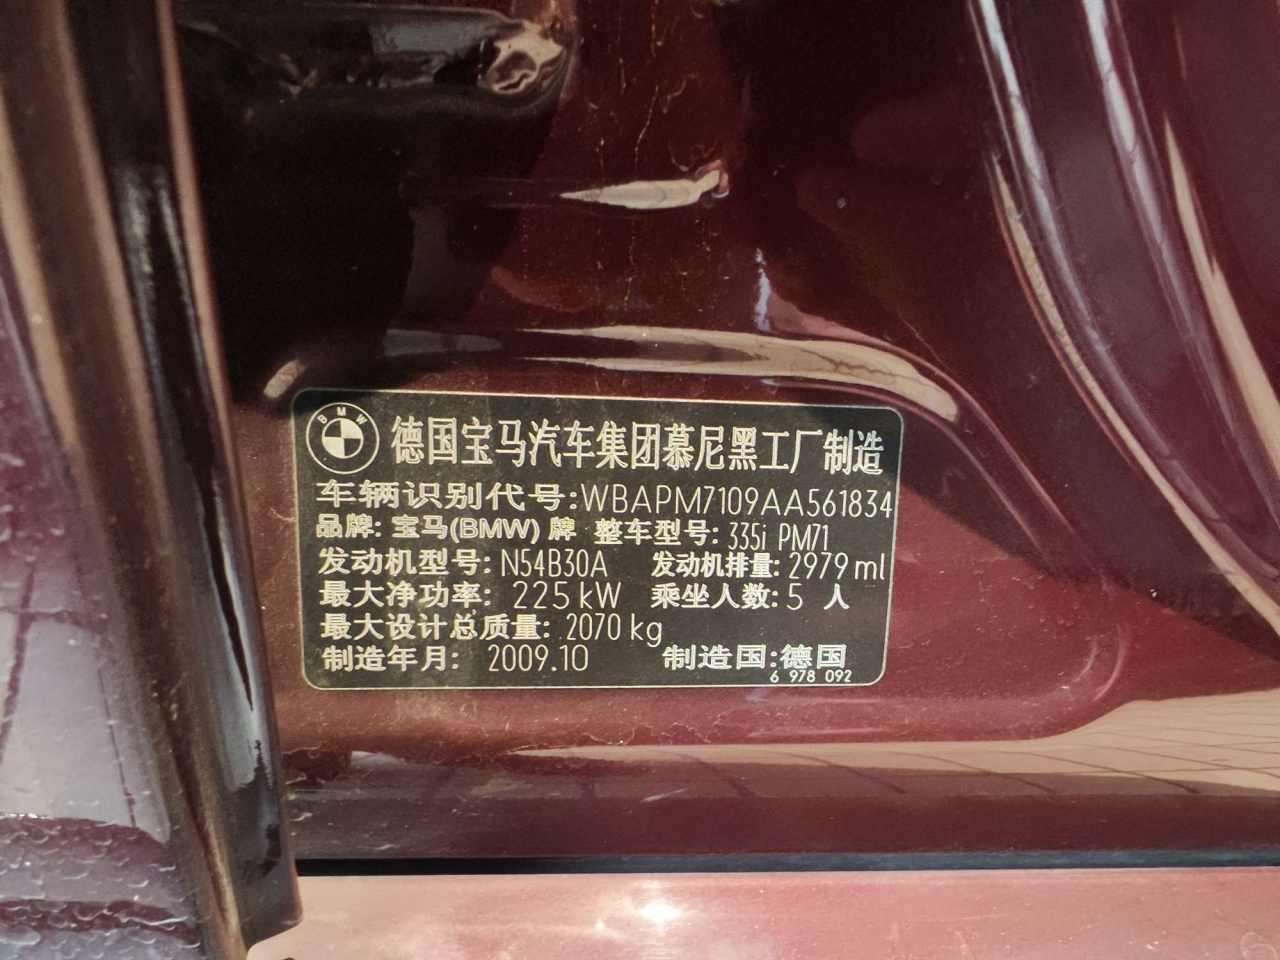 BMW
德国宝马汽车集团慕尼黑工厂制造
车辆识别代号:WBAPM7109AA561834
品牌: 宝马(BMW) 牌 整车型号: 335i PM71
发动机型号: N54B30A 发动机排量: 2979 ml
最大净功率: 225 kW 乘坐人数: 5 人
最大设计总质量: 2070 kg
制造年月: 2009.10 制造国:德国
6 978 092